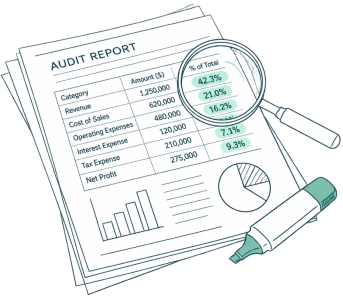 AUDIT REPORT
Category Amount ($) % of Total
Revenue 1,250,000 42.3%
Cost of Sales 620,000 21.0%
Operating Expenses 480,000 16.2%
Interest Expense 120,000
Tax Expense 210,000 7.1%
Net Profit 275,000 9.3%